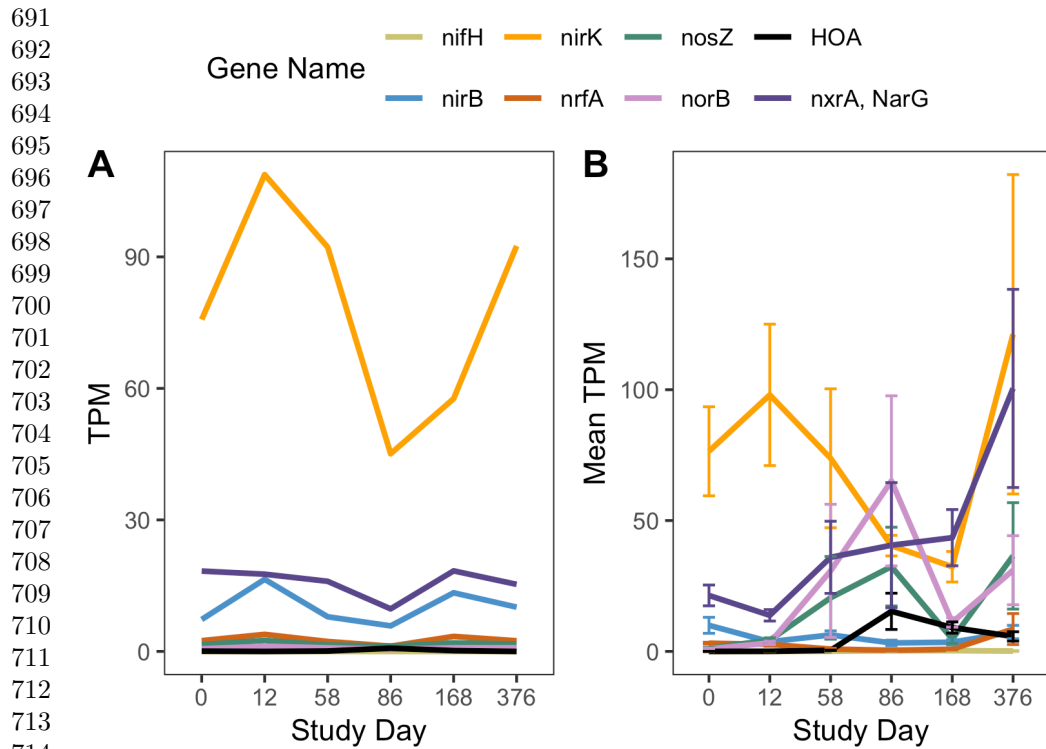 691
692
693
694
695
696
697
698
699
700
701
702
703
704
705
706
707
708
709
710
711
712
713
714
Gene Name
nifH nirK nosZ HOA
nirB nrfA norB nxrA, NarG
A
TPM
90
60
30
0
0 12 58 86 168 376
Study Day
B
Mean TPM
150
100
50
0
0 12 58 86 168 376
Study Day